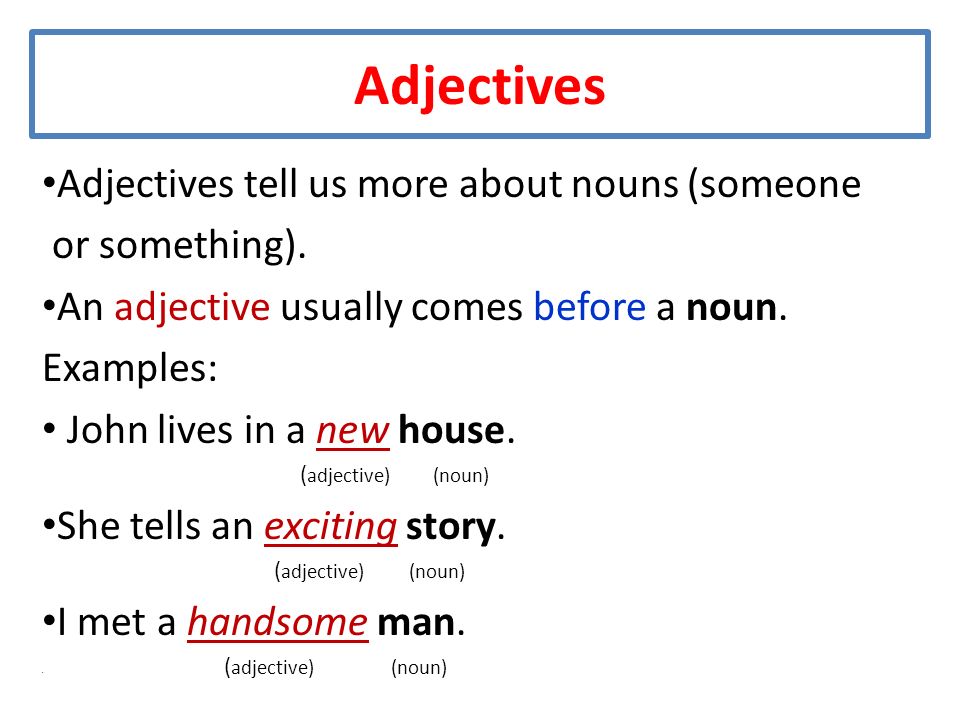 Adjectives
•Adjectives tell us more about nouns (someone
or something).
•An adjective usually comes before a noun.
Examples:
• John lives in a new house.
(adjective) (noun)
•She tells an exciting story.
(adjective) (noun)
•I met a handsome man.
. (adjective) (noun)